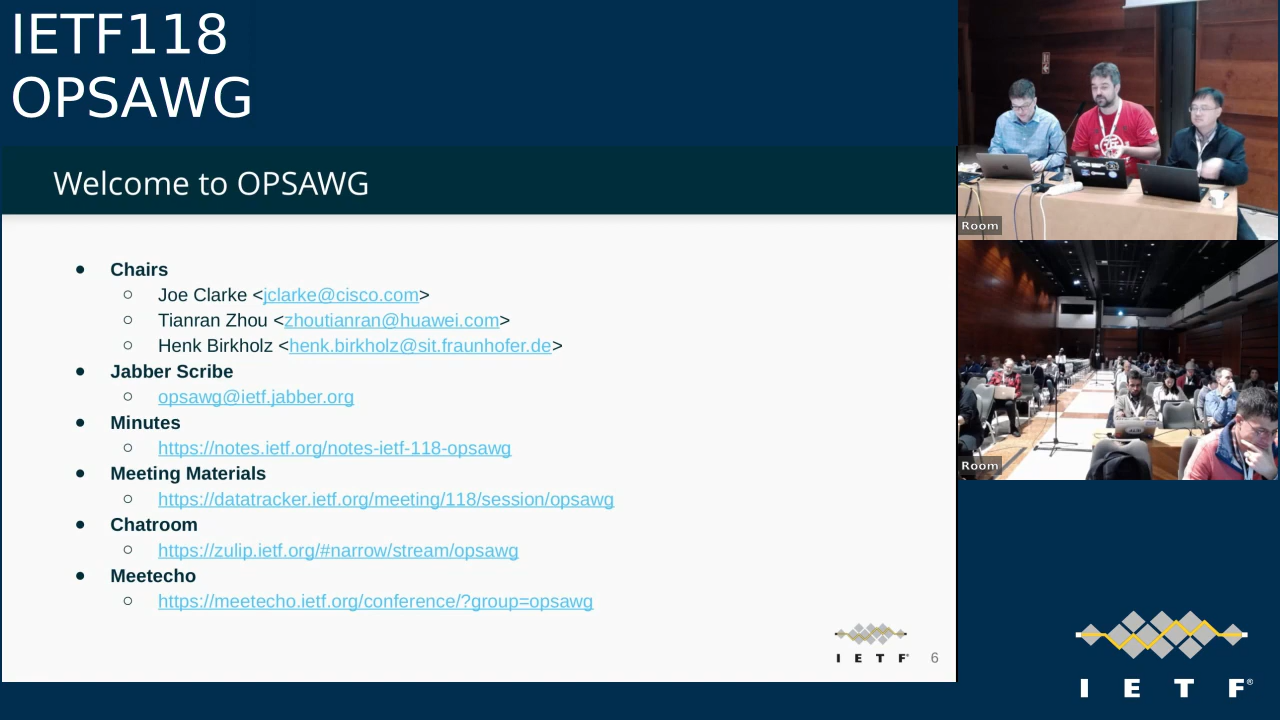 IETF118
OPSAWG
Welcome to OPSAWG
● Chairs
○ Joe Clarke <jclarke@cisco.com>
○ Tianran Zhou <zhoutianran@huawei.com>
○ Henk Birkholz <henk.birkholz@sit.fraunhofer.de>
● Jabber Scribe
○ opsawg@ietf.jabber.org
● Minutes
○ https://notes.ietf.org/notes-ietf-118-opsawg
● Meeting Materials
○ https://datatracker.ietf.org/meeting/118/session/opsawg
● Chatroom
○ https://zulip.ietf.org/#narrow/stream/opsawg
● Meetecho
○ https://meetecho.ietf.org/conference/?group=opsawg
I E T F®
6
Room
Room
I E T F®